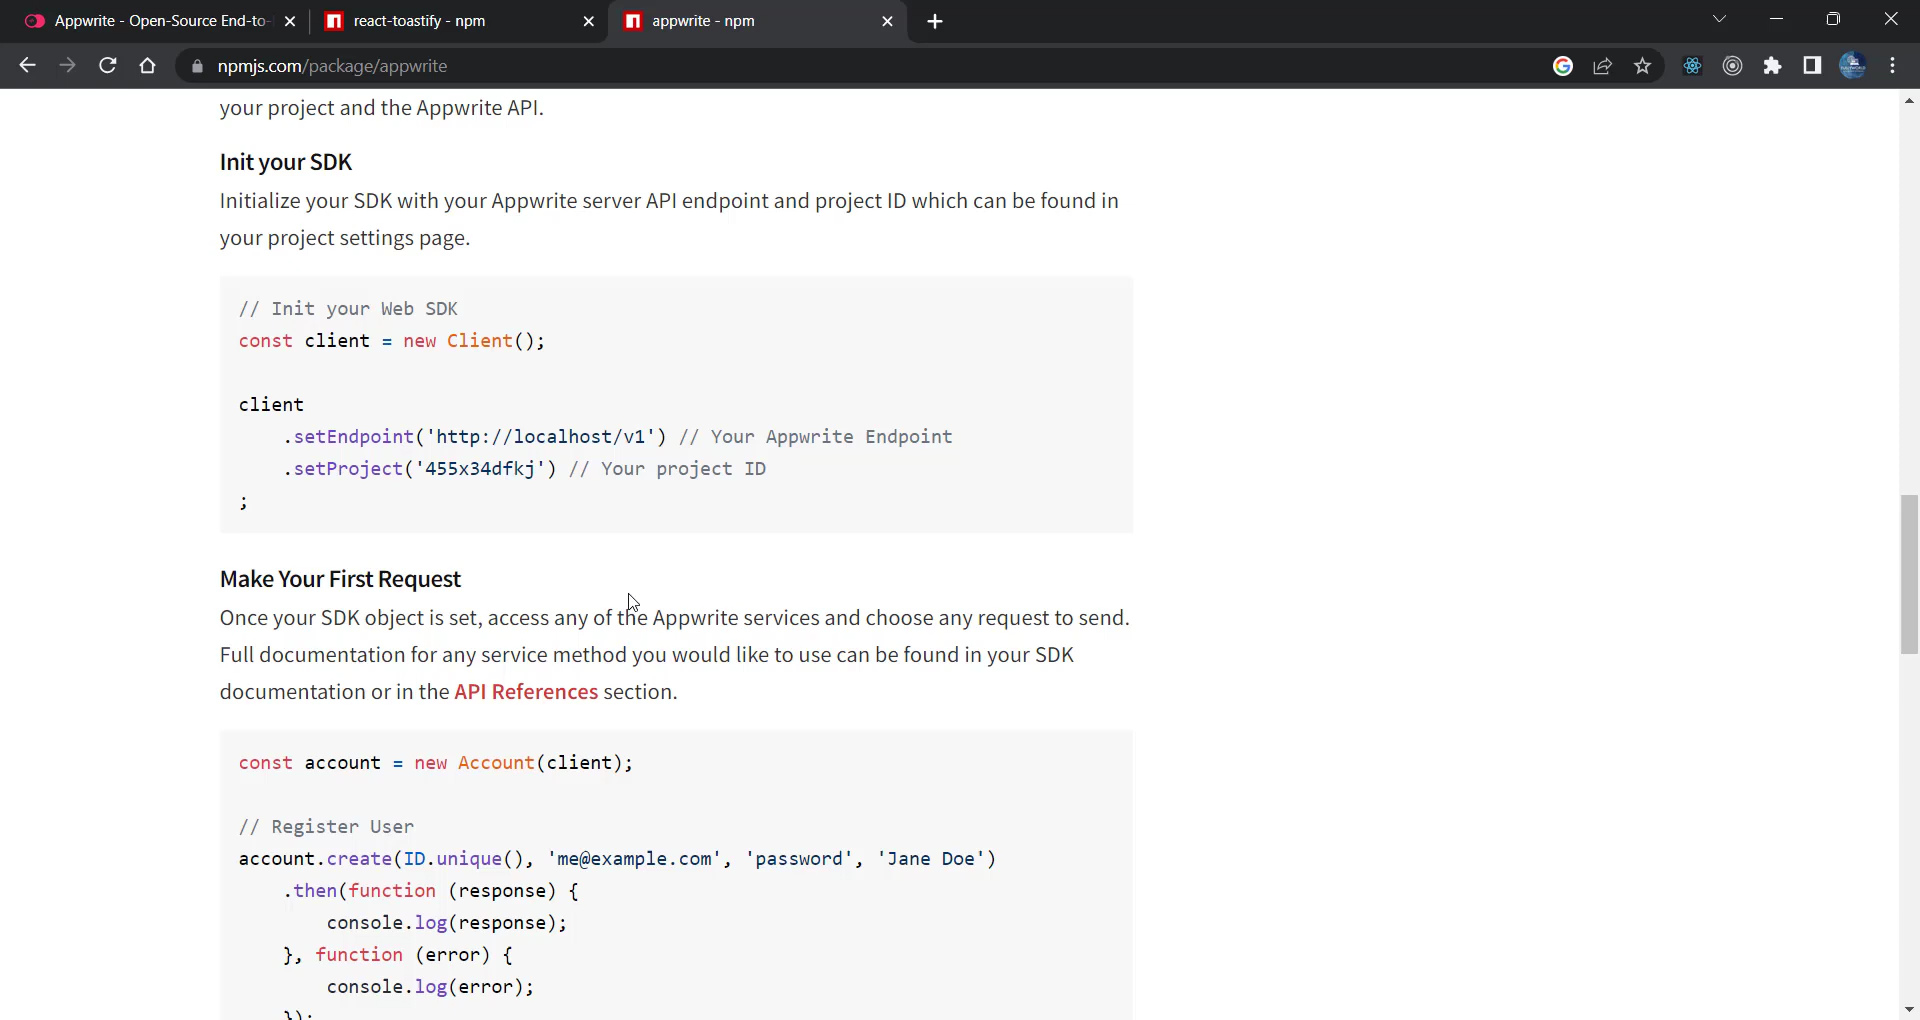 Appwrite - Open-Source End-to-
react-toastify - npm
appwrite - npm
npmjs.com/package/appwrite
your project and the Appwrite API.
Init your SDK
Initialize your SDK with your Appwrite server API endpoint and project ID which can be found in
your project settings page.
// Init your Web SDK
const client = new Client();
client
.setEndpoint('http://localhost/v1') // Your Appwrite Endpoint
.setProject('455x34dfkj') // Your project ID
;
Make Your First Request
Once your SDK object is set, access any of the Appwrite services and choose any request to send.
Full documentation for any service method you would like to use can be found in your SDK
documentation or in the API References section.
const account = new Account(client);
// Register User
account.create(ID.unique(), 'me@example.com', 'password', 'Jane Doe')
.then(function (response) {
console.log(response);
}, function (error) {
console.log(error);
});